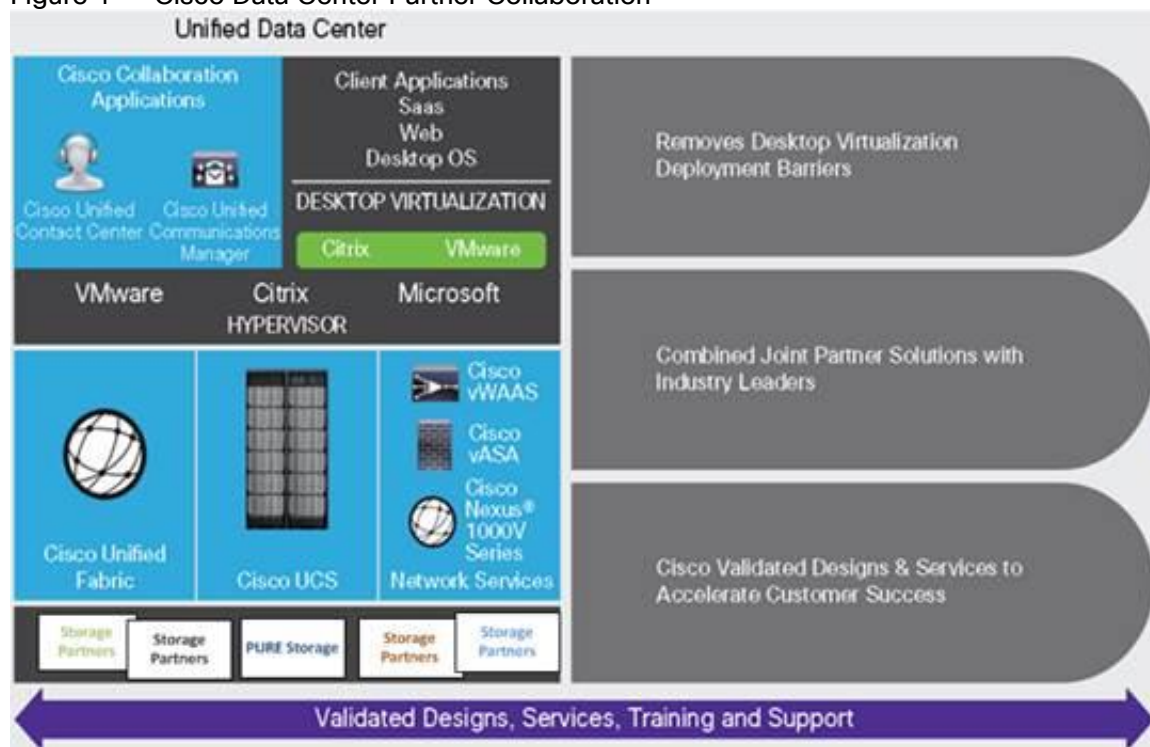 Figure 1 Cisco Data Center Partner Collaboration
Unified Data Center
Cisco Collaboration
Applications
Cisco Unified
Contact Center
Cisco Unified
Communications
Manager
Client Applications
Saas
Web
Desktop OS
DESKTOP VIRTUALIZATION
Citrix VMware
VMware Citrix Microsoft
HYPERVISOR
Cisco Unified
Fabric
Cisco UCS
Cisco
vWAAS
Cisco
vASA
Cisco
Nexus®
1000V
Series
Network Services
Storage
Partners
Storage
Partners
PURE Storage
Storage
Partners
Storage
Partners
Removes Desktop Virtualization
Deployment Barriers
Combined Joint Partner Solutions with
Industry Leaders
Cisco Validated Designs & Services to
Accelerate Customer Success
Validated Designs, Services, Training and Support